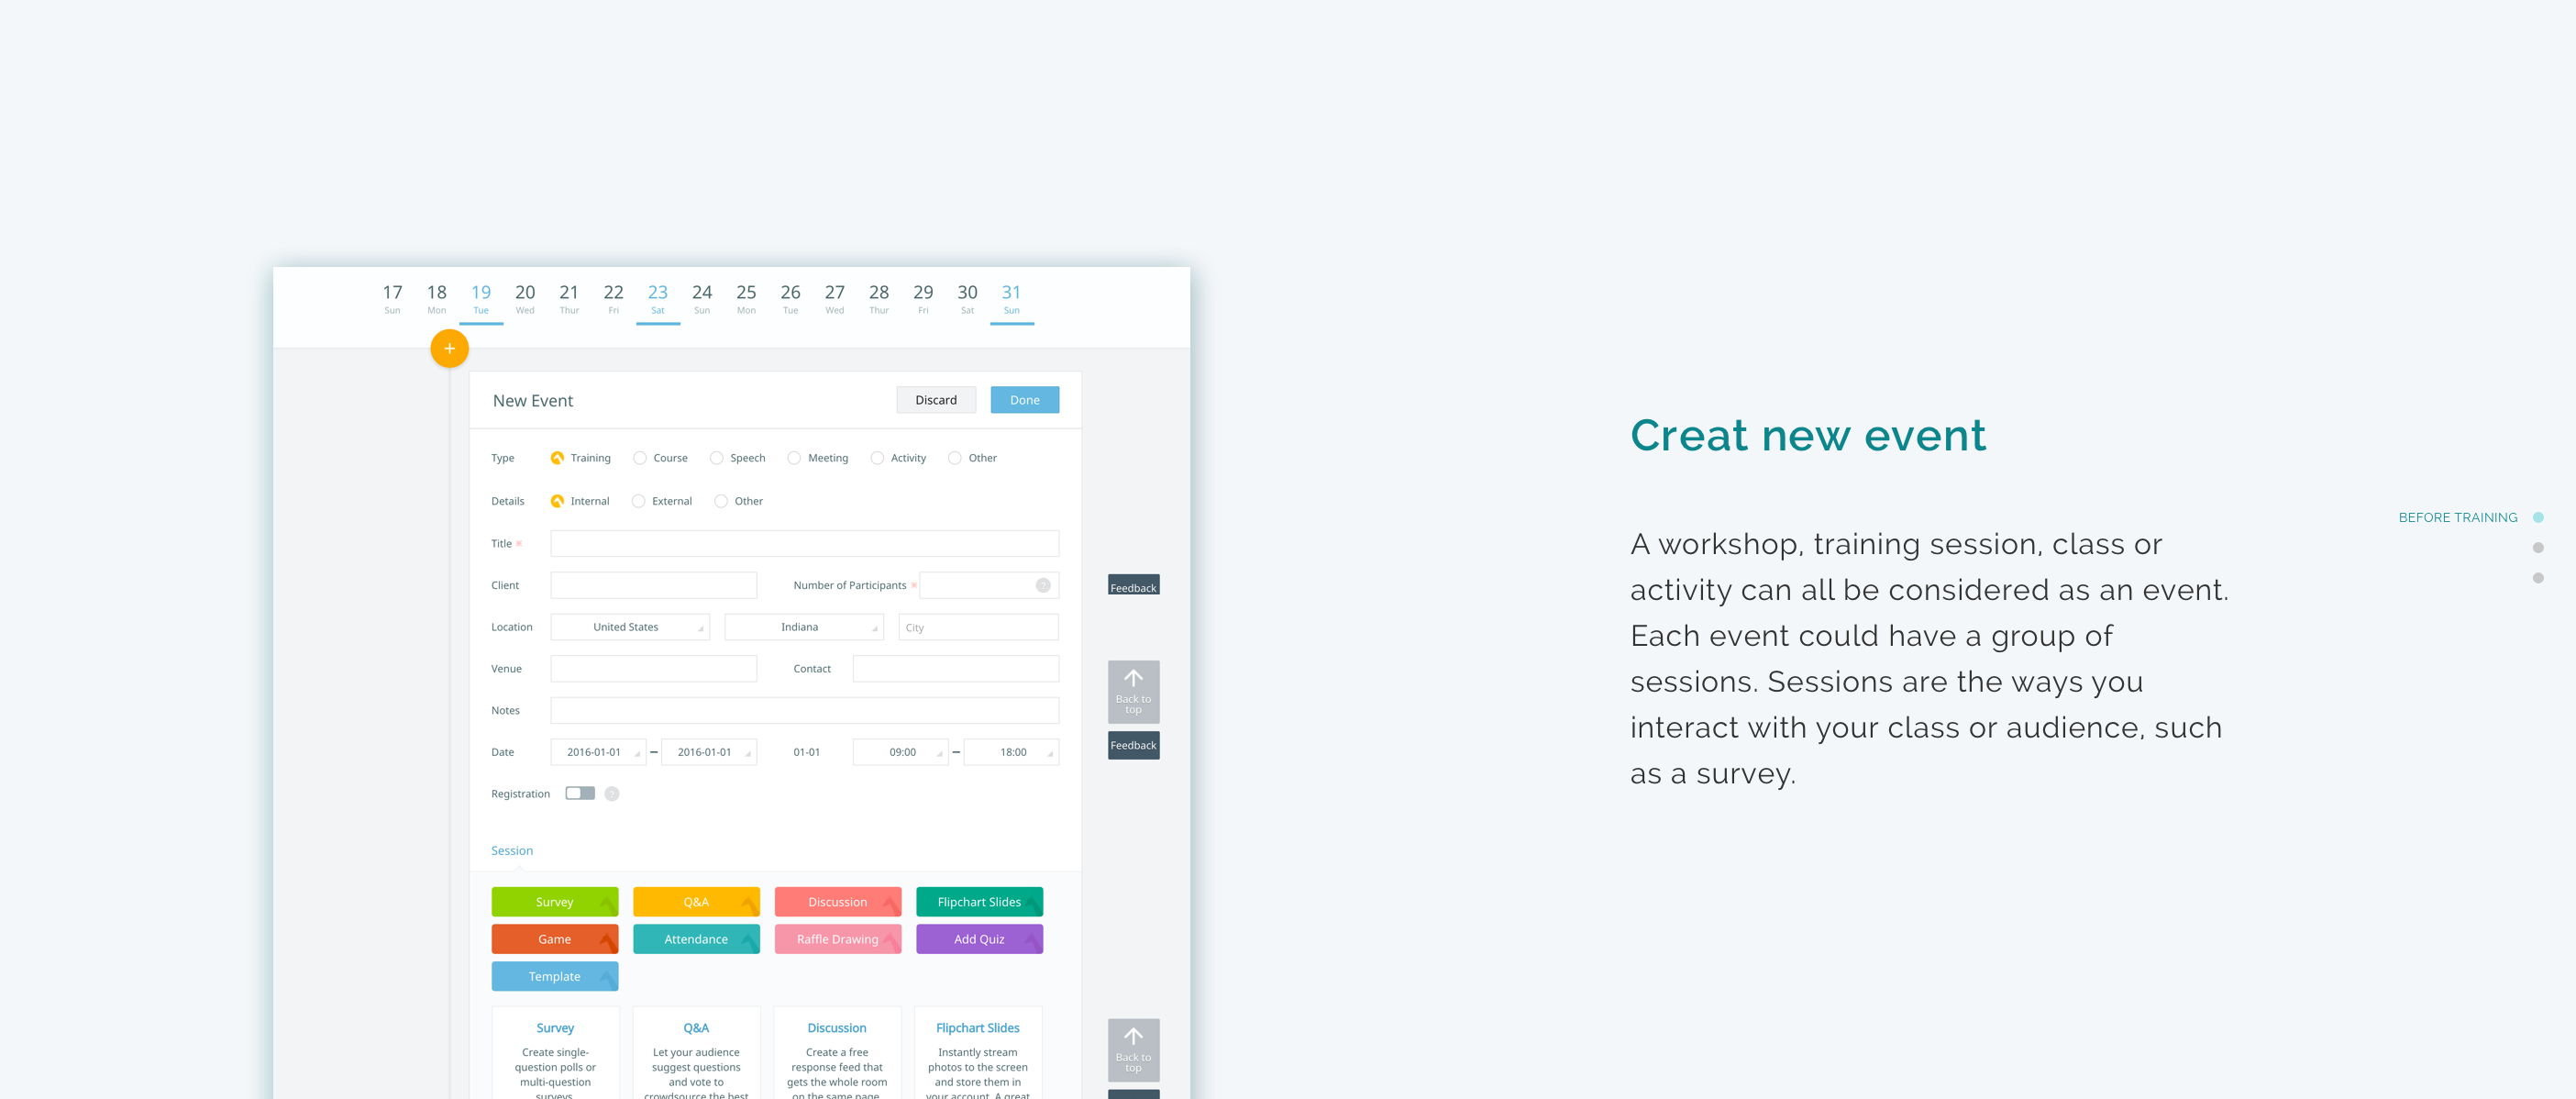 17 18 19 20 21 22 23 24 25 26 27 28 29 30 31
Sun Mon Tue Wed Thur Fri Sat Sun Mon Tue Wed Thur Fri Sat Sun
+
New Event
Discard
Done
Type Training Course Speech Meeting Activity Other
Details Internal External Other
Title *
Client Number of Participants * ?
Location United States Indiana City
Venue Contact
Notes
Date 2016-01-01 – 2016-01-01 01-01 09:00 – 18:00
Registration ?
Session
Survey Q&A Discussion Flipchart Slides
Game Attendance Raffle Drawing Add Quiz
Template
Survey
Create single-
question polls or
multi-question
surveys
Q&A
Let your audience
suggest questions
and vote to
crowdsource the best
Discussion
Create a free
response feed that
gets the whole room
on the same page
Flipchart Slides
Instantly stream
photos to the screen
and store them in
your account. A great
Feedback
Back to
top
Feedback
Back to
top
Creat new event
A workshop, training session, class or
activity can all be considered as an event.
Each event could have a group of
sessions. Sessions are the ways you
interact with your class or audience, such
as a survey.
BEFORE TRAINING